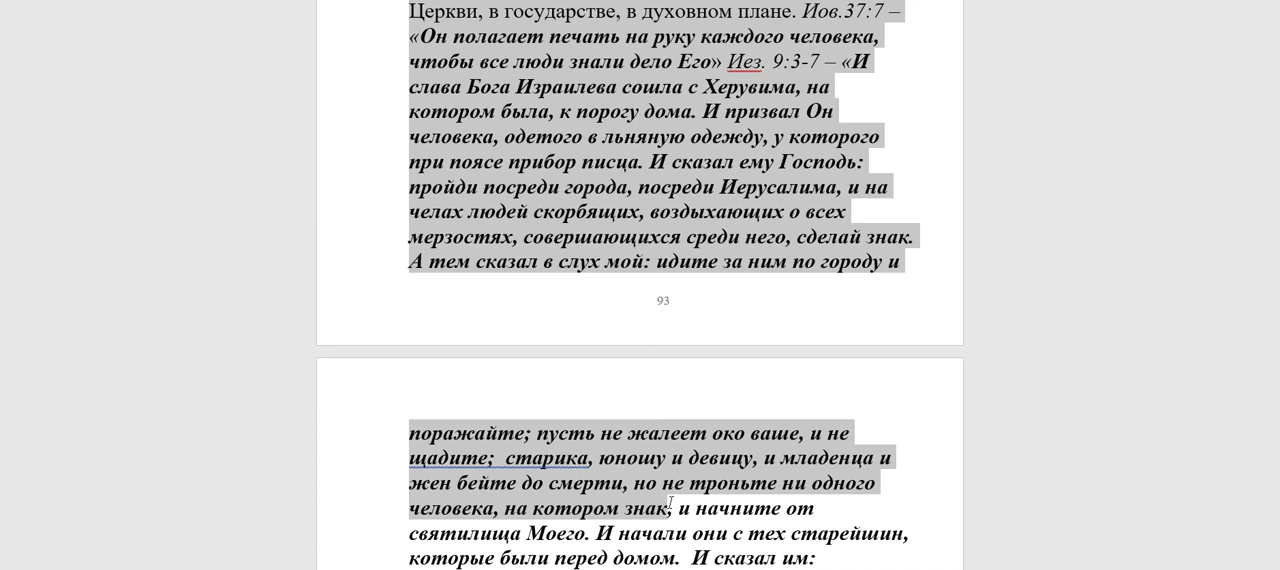 Церкви, в государстве, в духовном плане. Иов.37:7 –
«Он полагает печать на руку каждого человека,
чтобы все люди знали дело Его» Иез. 9:3-7 – «И
слава Бога Израилева сошла с Херувима, на
котором была, к порогу дома. И призвал Он
человека, одетого в льняную одежду, у которого
при поясе прибор писца. И сказал ему Господь:
пройди посреди города, посреди Иерусалима, и на
челах людей скорбящих, воздыхающих о всех
мерзостях, совершающихся среди него, сделай знак.
А тем сказал в слух мой: идите за ним по городу и
93
поражайте; пусть не жалеет око ваше, и не
щадите;  старика, юношу и девицу, и младенца и
жен бейте до смерти, но не троньте ни одного
человека, на котором знак, и начните от
святилища Моего. И начали они с тех старейшин,
которые были перед домом.  И сказал им: